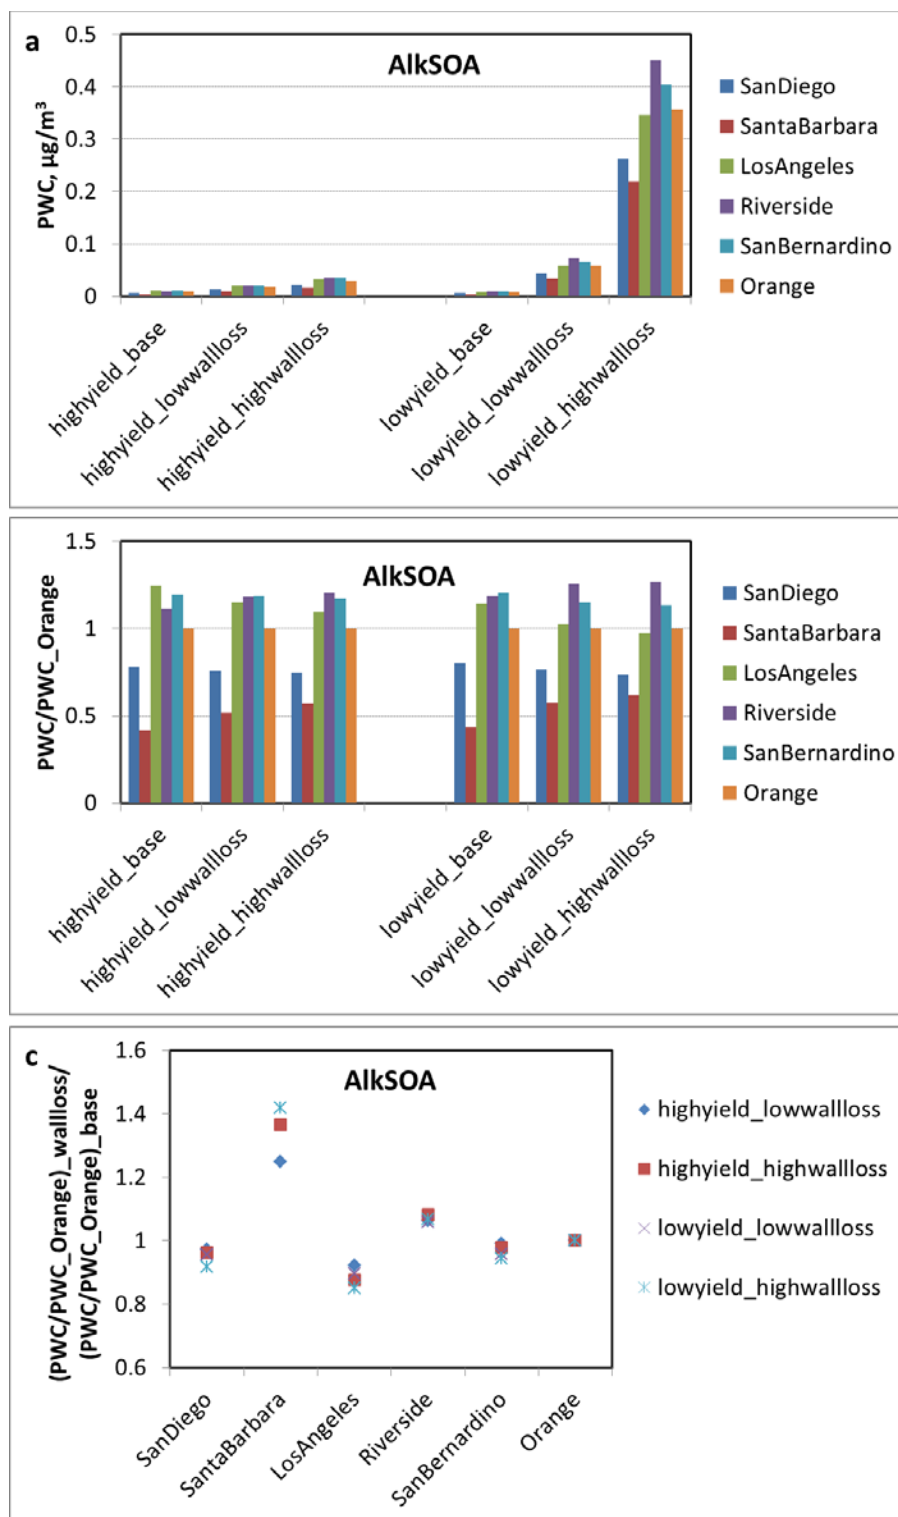 a
AlkSOA
PWC, µg/m³
0.5
0.4
0.3
0.2
0.1
0
highyield_base
highyield_lowwallloss
highyield_highwallloss
lowyield_base
lowyield_lowwallloss
lowyield_highwallloss
SanDiego
SantaBarbara
LosAngeles
Riverside
SanBernardino
Orange
AlkSOA
PWC/PWC_Orange
1.5
1
0.5
0
highyield_base
highyield_lowwallloss
highyield_highwallloss
lowyield_base
lowyield_lowwallloss
lowyield_highwallloss
SanDiego
SantaBarbara
LosAngeles
Riverside
SanBernardino
Orange
c
AlkSOA
(PWC/PWC_Orange)_wallloss/
(PWC/PWC_Orange)_base
1.6
1.4
1.2
1
0.8
0.6
SanDiego
SantaBarbara
LosAngeles
Riverside
SanBernardino
Orange
highyield_lowwallloss
highyield_highwallloss
lowyield_lowwallloss
lowyield_highwallloss